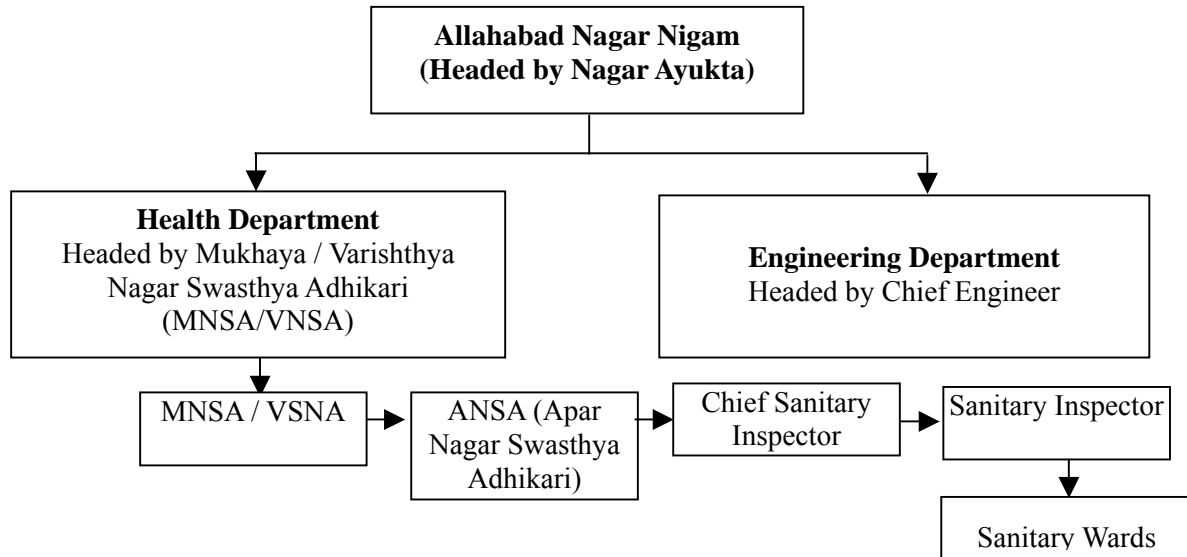 Allahabad Nagar Nigam
(Headed by Nagar Ayukta)
Health Department
Headed by Mukhaya / Varishthya
Nagar Swasthya Adhikari
(MNSA/VNSA)
Engineering Department
Headed by Chief Engineer
MNSA / VSNA
ANSA (Apar
Nagar Swasthya
Adhikari)
Chief Sanitary
Inspector
Sanitary Inspector
Sanitary Wards